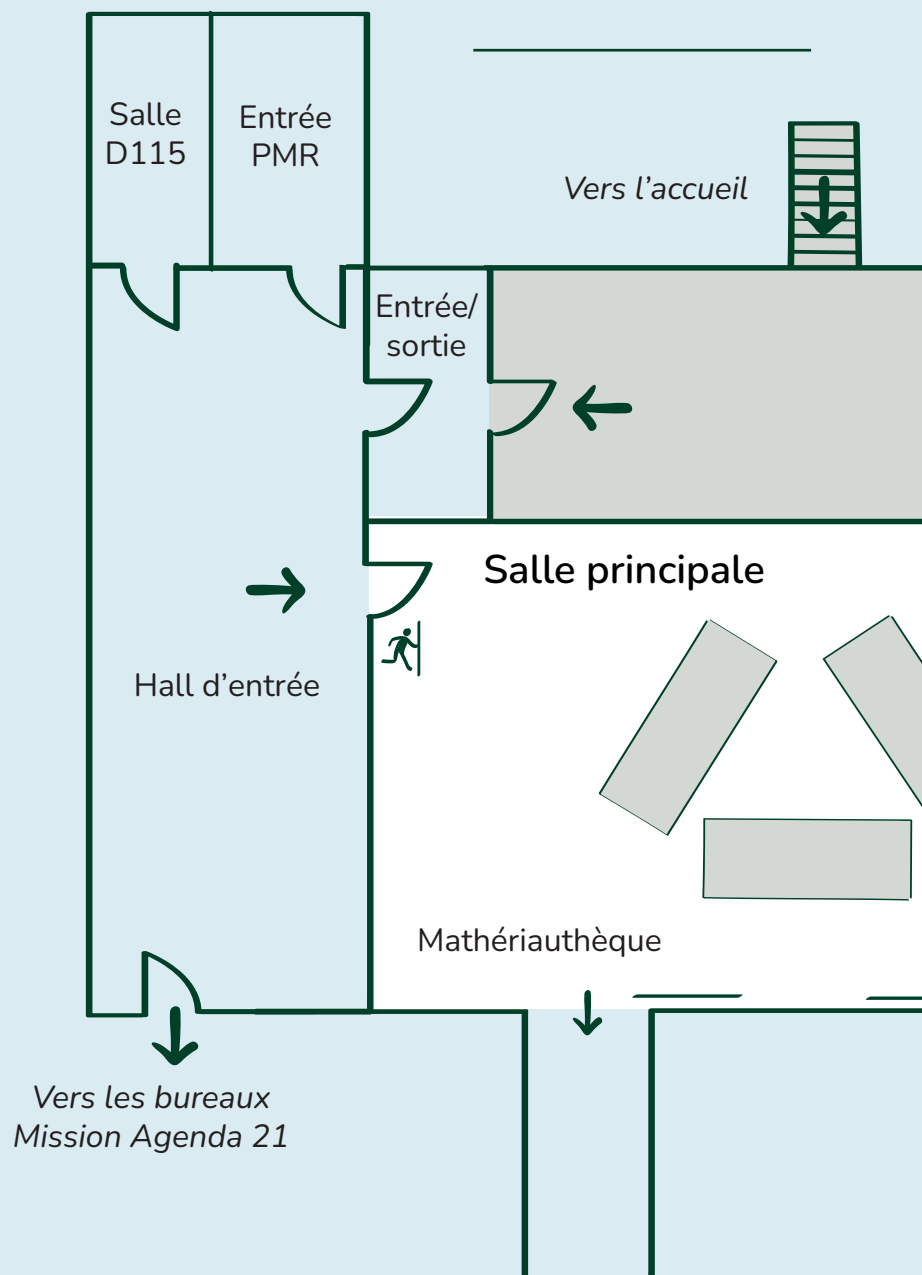 Salle
D115
Entrée
PMR
Vers l'accueil
Entrée/
sortie
Salle principale
Hall d'entrée
Mathériauthèque
Vers les bureaux
Mission Agenda 21